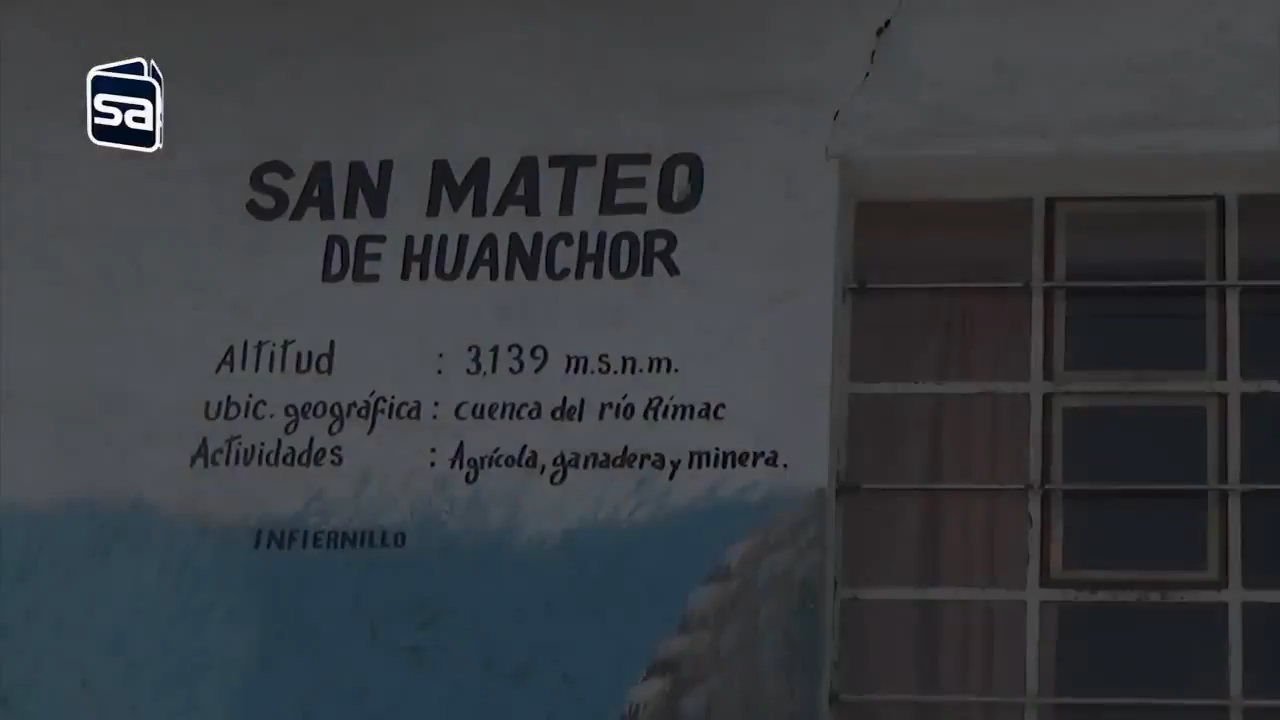 sa
SAN MATEO
DE HUANCHOR
Altitud : 3,139 m.s.n.m.
ubic. geográfica : cuenca del río Rímac
Actividades : Agrícola, ganadera y minera.
INFIERNILLO